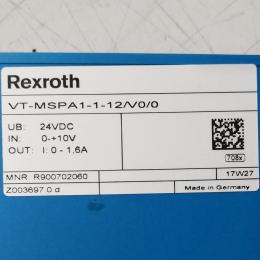 Rexroth
VT-MSPA1-1-12/V0/0
UB: 24VDC
IN: 0-+10V
OUT: I: 0 - 1,6A
708x
MNR: R900702060 17W27
Z003697.0.d Made in Germany